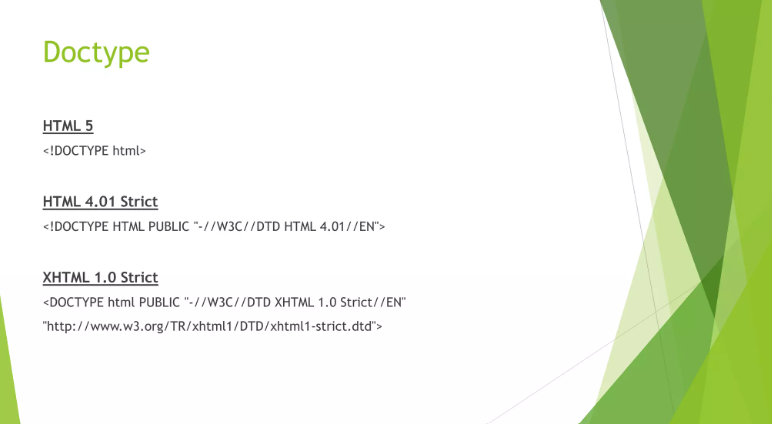 Doctype
HTML 5
<!DOCTYPE html>
HTML 4.01 Strict
<!DOCTYPE HTML PUBLIC "-//W3C//DTD HTML 4.01//EN">
XHTML 1.0 Strict
<DOCTYPE html PUBLIC "-//W3C//DTD XHTML 1.0 Strict//EN"
"http://www.w3.org/TR/xhtml1/DTD/xhtml1-strict.dtd">